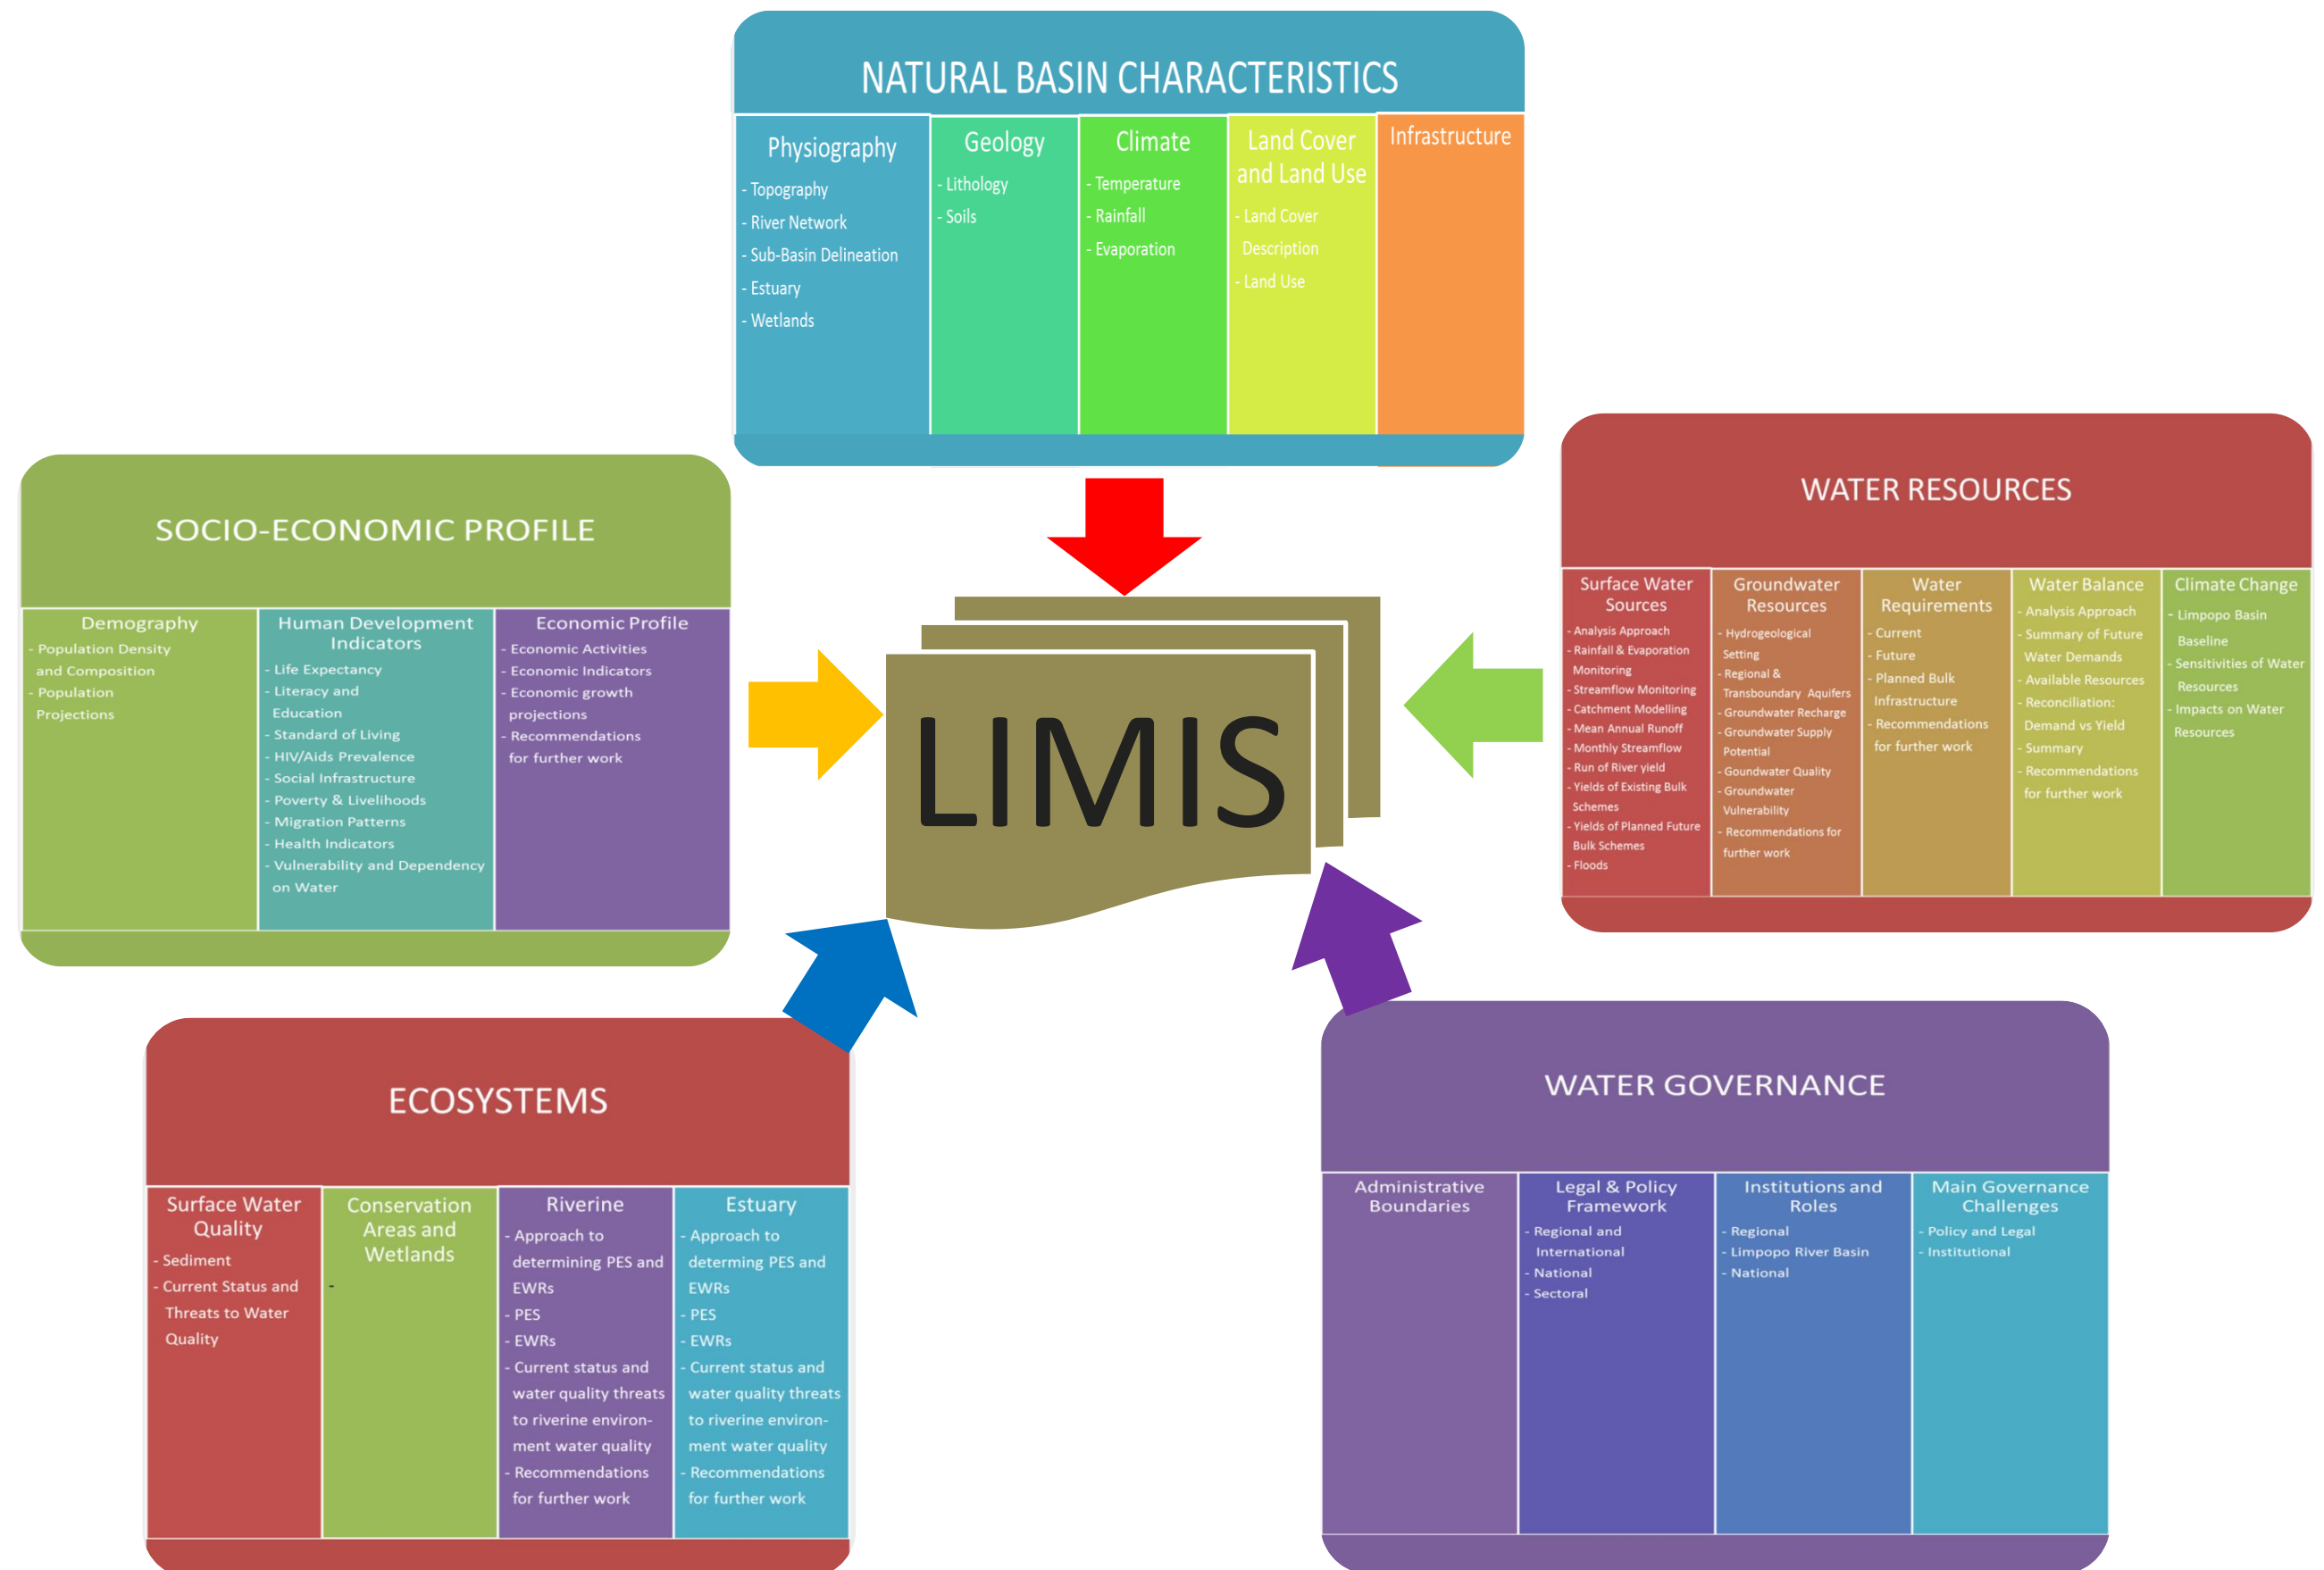 NATURAL BASIN CHARACTERISTICS
Physiography
- Topography
- River Network
- Sub-Basin Delineation
- Estuary
- Wetlands
Geology
- Lithology
- Soils
Climate
- Temperature
- Rainfall
- Evaporation
Land Cover
and Land Use
- Land Cover
Description
- Land Use
Infrastructure
SOCIO-ECONOMIC PROFILE
Demography
- Population Density
and Composition
- Population
Projections
Human Development
Indicators
- Life Expectancy
- Literacy and
Education
- Standard of Living
- HIV/Aids Prevalence
- Social Infrastructure
- Poverty & Livelihoods
- Migration Patterns
- Health Indicators
- Vulnerability and Dependency
on Water
Economic Profile
- Economic Activities
- Economic Indicators
- Economic growth
projections
- Recommendations
for further work
LIMIS
WATER RESOURCES
Surface Water
Sources
- Analysis Approach
- Rainfall & Evaporation
Monitoring
- Streamflow Monitoring
- Catchment Modelling
- Mean Annual Runoff
- Monthly Streamflow
- Run of River yield
- Yields of Existing Bulk
Schemes
- Yields of Planned Future
Bulk Schemes
- Floods
Groundwater
Resources
- Hydrogeological
Setting
- Regional &
Transboundary Aquifers
- Groundwater Recharge
- Groundwater Supply
Potential
- Goundwater Quality
- Groundwater
Vulnerability
- Recommendations for
further work
Water
Requirements
- Current
- Future
- Planned Bulk
Infrastructure
- Recommendations
for further work
Water Balance
- Analysis Approach
- Summary of Future
Water Demands
- Available Resources
- Reconciliation:
Demand vs Yield
- Summary
- Recommendations
for further work
Climate Change
- Limpopo Basin
Baseline
- Sensitivities of Water
Resources
- Impacts on Water
Resources
ECOSYSTEMS
Surface Water
Quality
- Sediment
- Current Status and
Threats to Water
Quality
Conservation
Areas and
Wetlands
-
Riverine
- Approach to
determining PES and
EWRs
- PES
- EWRs
- Current status and
water quality threats
to riverine environ-
ment water quality
- Recommendations
for further work
Estuary
- Approach to
determing PES and
EWRs
- PES
- EWRs
- Current status and
water quality threats
to riverine environ-
ment water quality
- Recommendations
for further work
WATER GOVERNANCE
Administrative
Boundaries
Legal & Policy
Framework
- Regional and
International
- National
- Sectoral
Institutions and
Roles
- Regional
- Limpopo River Basin
- National
Main Governance
Challenges
- Policy and Legal
- Institutional